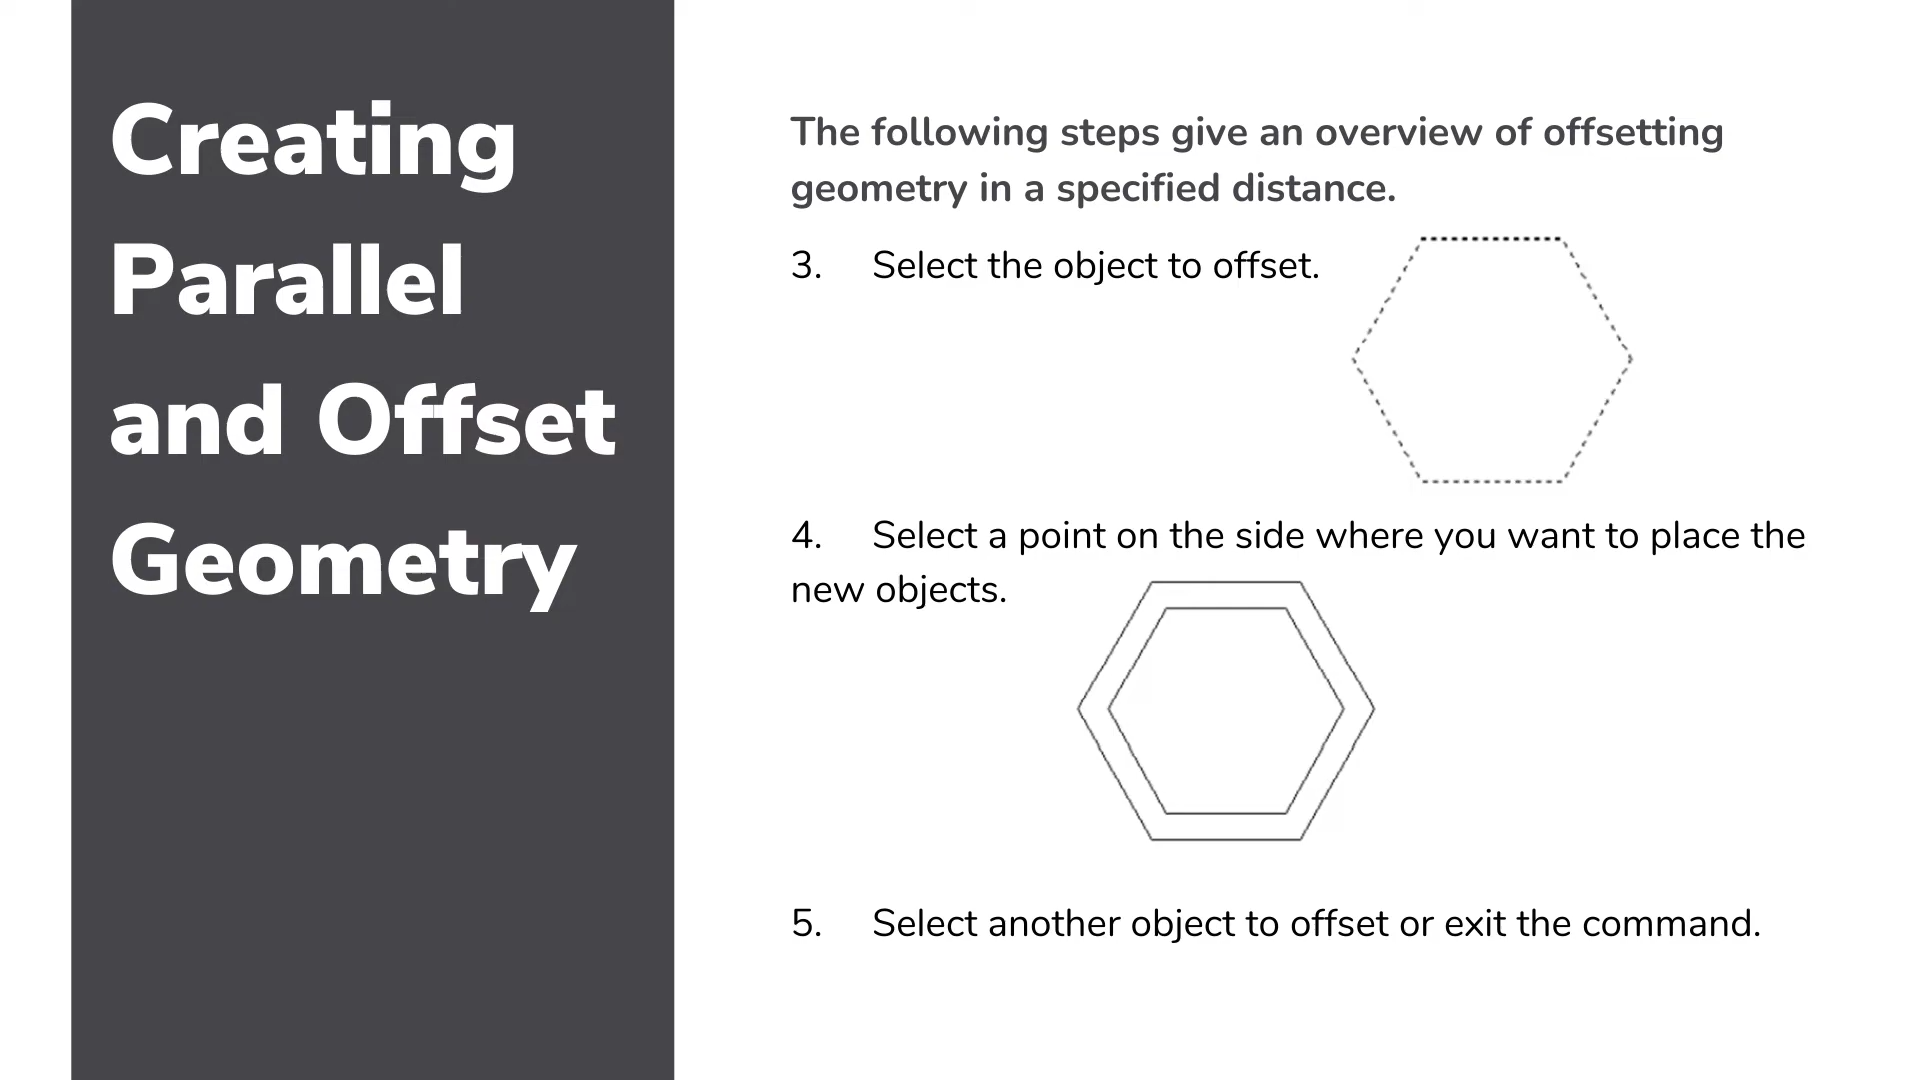 Creating
Parallel
and Offset
Geometry
The following steps give an overview of offsetting
geometry in a specified distance.
3. Select the object to offset.
4. Select a point on the side where you want to place the
new objects.
5. Select another object to offset or exit the command.